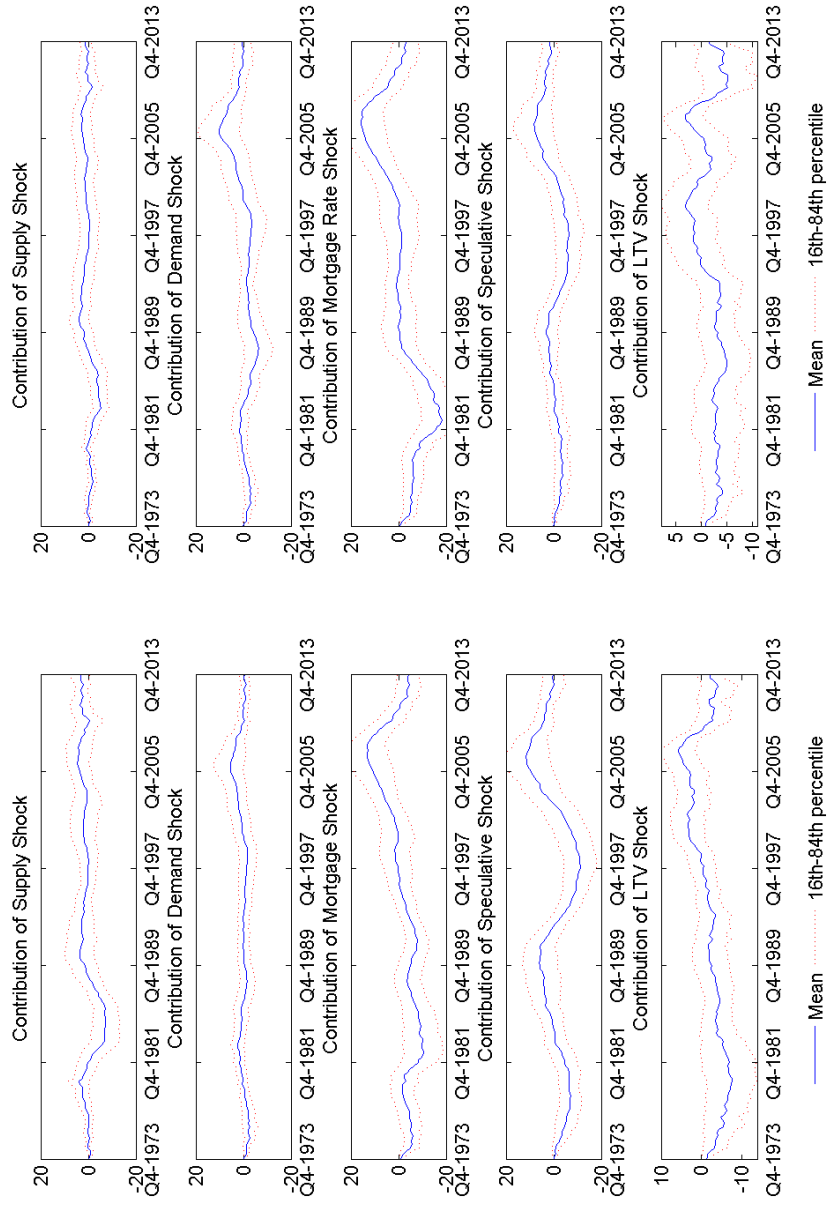 Contribution of Supply Shock
20
0
-20
Q4-1973 Q4-1981 Q4-1989 Q4-1997 Q4-2005 Q4-2013
Contribution of Demand Shock
20
0
-20
Q4-1973 Q4-1981 Q4-1989 Q4-1997 Q4-2005 Q4-2013
Contribution of Mortgage Shock
20
0
-20
Q4-1973 Q4-1981 Q4-1989 Q4-1997 Q4-2005 Q4-2013
Contribution of Speculative Shock
20
0
-20
Q4-1973 Q4-1981 Q4-1989 Q4-1997 Q4-2005 Q4-2013
Contribution of LTV Shock
10
0
-10
Q4-1973 Q4-1981 Q4-1989 Q4-1997 Q4-2005 Q4-2013
Mean 16th-84th percentile
Contribution of Supply Shock
20
0
-20
Q4-1973 Q4-1981 Q4-1989 Q4-1997 Q4-2005 Q4-2013
Contribution of Demand Shock
20
0
-20
Q4-1973 Q4-1981 Q4-1989 Q4-1997 Q4-2005 Q4-2013
Contribution of Mortgage Rate Shock
20
0
-20
Q4-1973 Q4-1981 Q4-1989 Q4-1997 Q4-2005 Q4-2013
Contribution of Speculative Shock
20
0
-20
Q4-1973 Q4-1981 Q4-1989 Q4-1997 Q4-2005 Q4-2013
Contribution of LTV Shock
5
0
-5
-10
Q4-1973 Q4-1981 Q4-1989 Q4-1997 Q4-2005 Q4-2013
Mean 16th-84th percentile